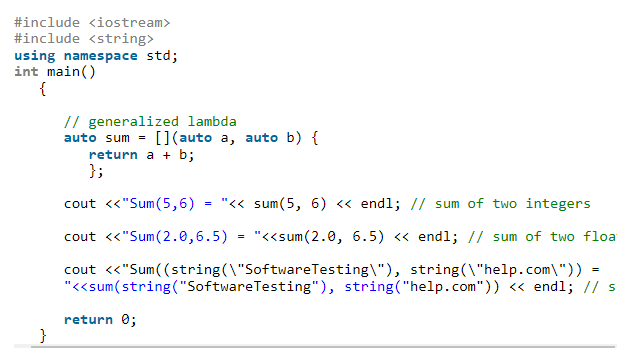 #include <iostream>
#include <string>
using namespace std;
int main()
{
// generalized lambda
auto sum = [](auto a, auto b) {
return a + b;
};
cout <<"Sum(5,6) = "<< sum(5, 6) << endl; // sum of two integers
cout <<"Sum(2.0,6.5) = "<<sum(2.0, 6.5) << endl; // sum of two
cout <<"Sum((string(\"SoftwareTesting\"), string(\"help.com\")) =
"<<sum(string("SoftwareTesting"), string("help.com")) << endl; //
return 0;
}